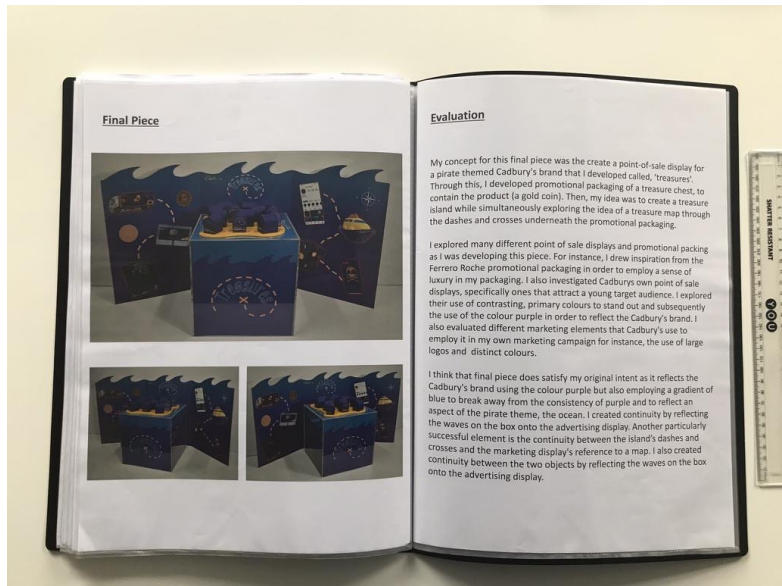 Final Piece
Evaluation
My concept for this final piece was the create a point-of-sale display for
a pirate themed Cadbury's brand that I developed called, 'treasures'.
Through this, I developed promotional packaging of a treasure chest, to
contain the product (a gold coin). Then, my idea was to create a treasure
island while simultaneously exploring the idea of a treasure map through
the dashes and crosses underneath the promotional packaging.
I explored many different point of sale displays and promotional packing
as I was developing this piece. For instance, I drew inspiration from the
Ferrero Roche promotional packaging in order to employ a sense of
luxury in my packaging. I also investigated Cadburys own point of sale
displays, specifically ones that attract a young target audience. I explored
their use of contrasting, primary colours to stand out and subsequently
the use of the colour purple in order to reflect the Cadbury's brand. I
also evaluated different marketing elements that Cadbury's use to
employ it in my own marketing campaign for instance, the use of large
logos and distinct colours.
I think that final piece does satisfy my original intent as it reflects the
Cadbury's brand using the colour purple but also employing a gradient of
blue to break away from the consistency of purple and to reflect an
aspect of the pirate theme, the ocean. I created continuity by reflecting
the waves on the box onto the advertising display. Another particularly
successful element is the continuity between the island's dashes and
crosses and the marketing display's reference to a map. I also created
continuity between the two objects by reflecting the waves on the box
onto the advertising display.
SHATTER RESISTANT
YOU